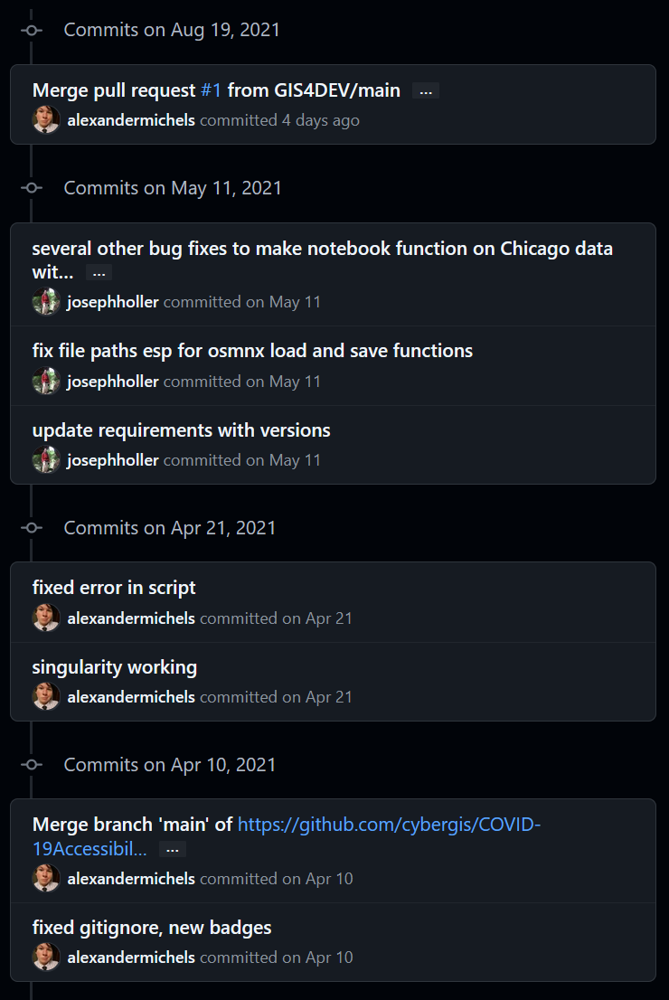 Commits on Aug 19, 2021
Merge pull request #1 from GIS4DEV/main ...
alexandermichels committed 4 days ago
Commits on May 11, 2021
several other bug fixes to make notebook function on Chicago data
wit... ...
josephholler committed on May 11
fix file paths esp for osmnx load and save functions
josephholler committed on May 11
update requirements with versions
josephholler committed on May 11
Commits on Apr 21, 2021
fixed error in script
alexandermichels committed on Apr 21
singularity working
alexandermichels committed on Apr 21
Commits on Apr 10, 2021
Merge branch 'main' of https://github.com/cybergis/COVID-
19Accessibil... ...
alexandermichels committed on Apr 10
fixed gitignore, new badges
alexandermichels committed on Apr 10